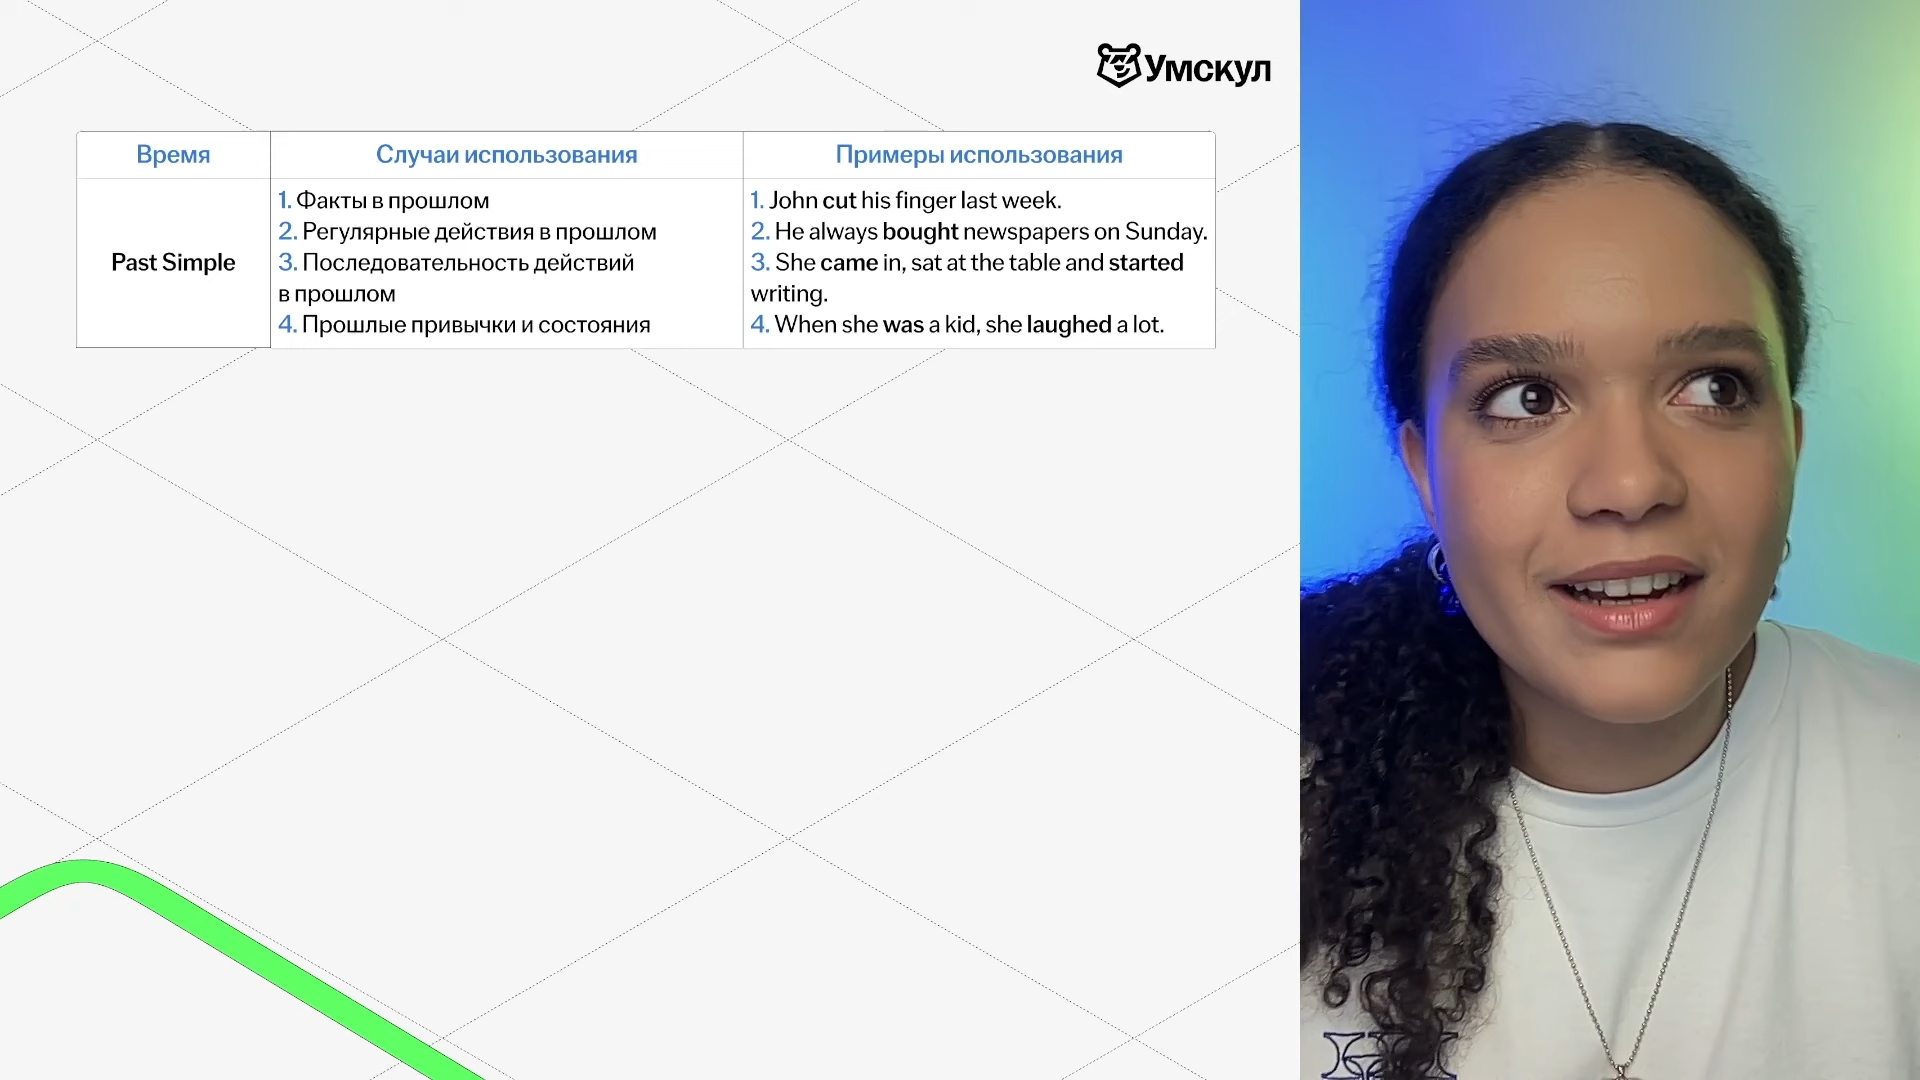 Умскул
Время
Случаи использования
Примеры использования
Past Simple
1. Факты в прошлом
2. Регулярные действия в прошлом
3. Последовательность действий
в прошлом
4. Прошлые привычки и состояния
1. John cut his finger last week.
2. He always bought newspapers on Sunday.
3. She came in, sat at the table and started
writing.
4. When she was a kid, she laughed a lot.